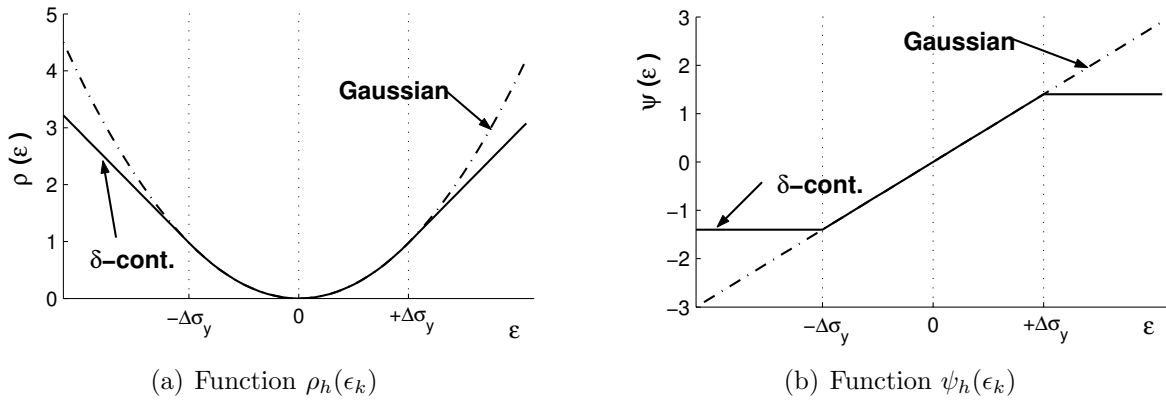 5
4
3
2
1
0
ρ (ε)
Gaussian
δ−cont.
−Δσy
0
+Δσy
ε
(a) Function ρh(ϵk)
3
2
1
0
−1
−2
−3
ψ (ε)
Gaussian
δ−cont.
−Δσy
0
+Δσy
ε
(b) Function ψh(ϵk)